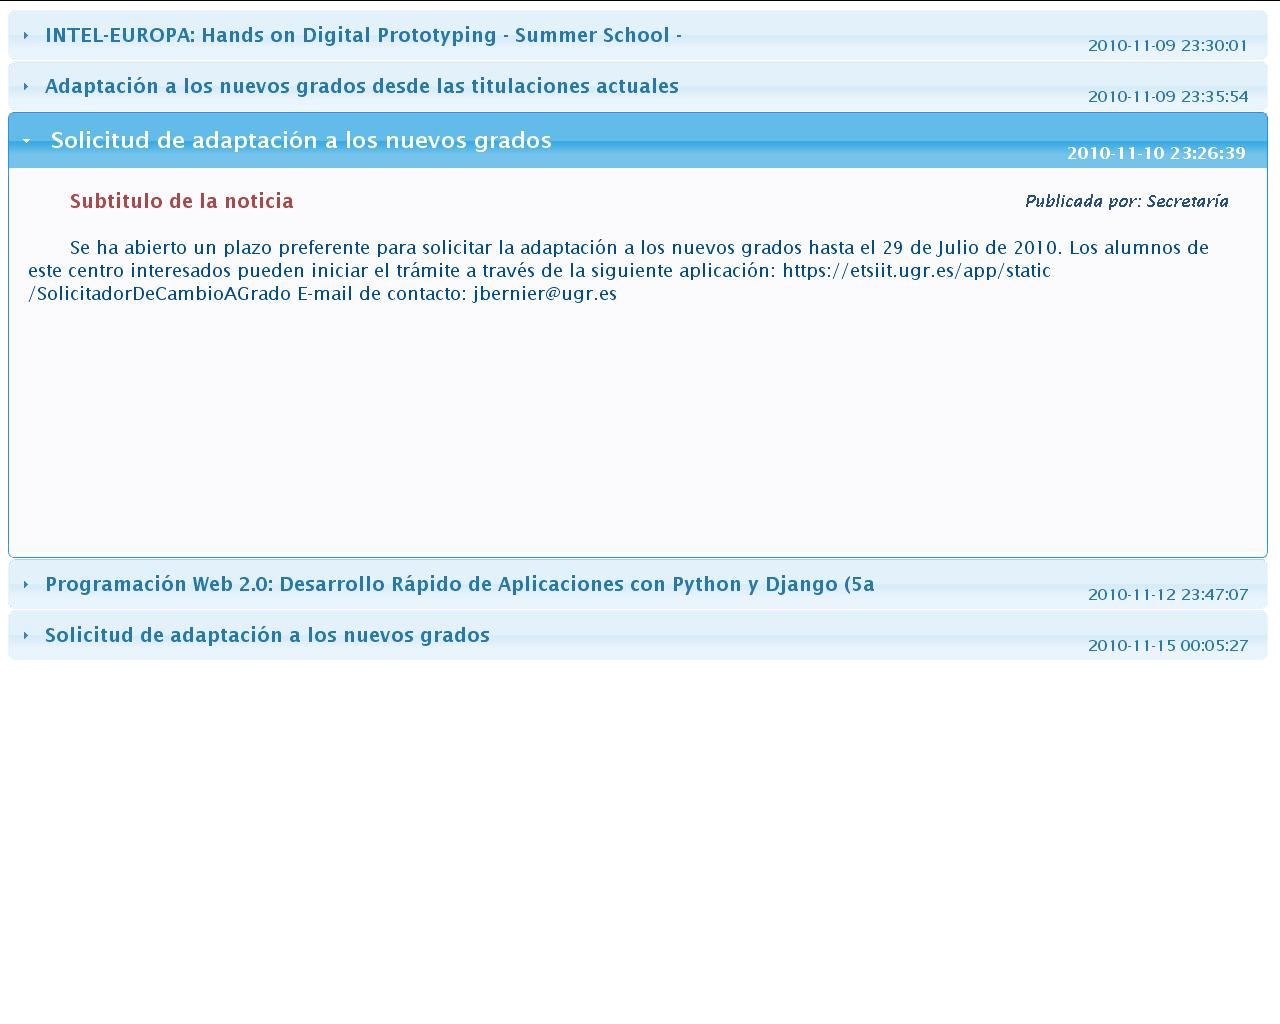 INTEL-EUROPA: Hands on Digital Prototyping - Summer School -
2010-11-09 23:30:01
Adaptación a los nuevos grados desde las titulaciones actuales
2010-11-09 23:35:54
Solicitud de adaptación a los nuevos grados
2010-11-10 23:26:39
Subtitulo de la noticia
Publicada por: Secretaría
Se ha abierto un plazo preferente para solicitar la adaptación a los nuevos grados hasta el 29 de Julio de 2010. Los alumnos de
este centro interesados pueden iniciar el trámite a través de la siguiente aplicación: https://etsiit.ugr.es/app/static
/SolicitadorDeCambioAGrado E-mail de contacto: jbernier@ugr.es
Programación Web 2.0: Desarrollo Rápido de Aplicaciones con Python y Django (5a
2010-11-12 23:47:07
Solicitud de adaptación a los nuevos grados
2010-11-15 00:05:27